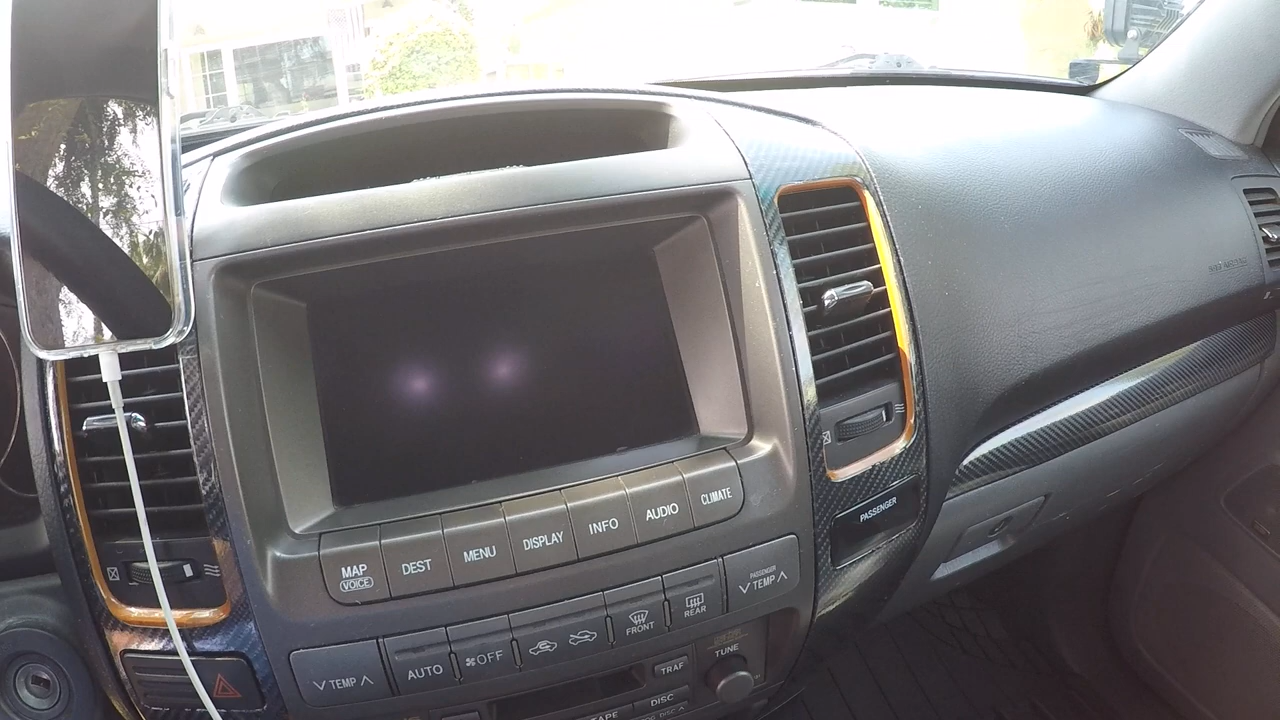 PASSENGER
MAP
VOICE
DEST
MENU
DISPLAY
INFO
AUDIO
CLIMATE
TEMP
AUTO
OFF
FRONT
REAR
PASSENGER
TEMP
TRAF
TUNE
DISC
TAPE